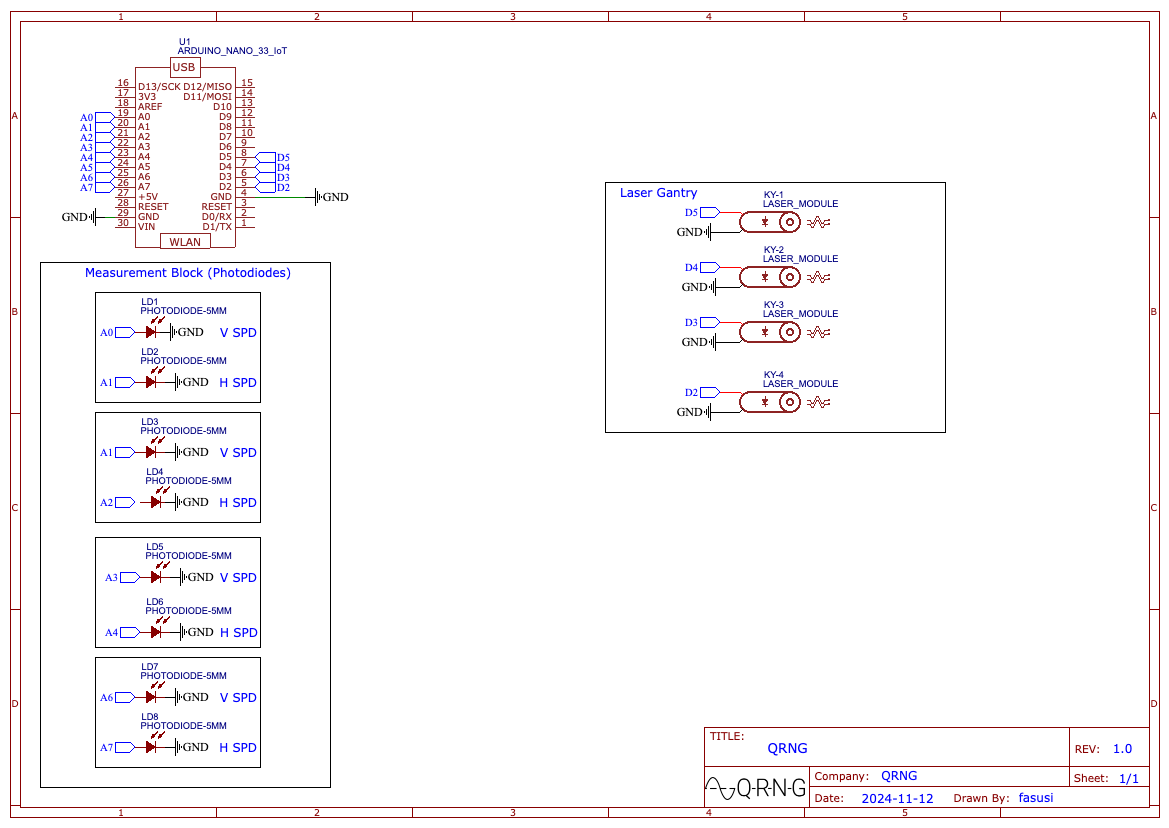 1 2 3 4 5
A A
B B
C C
D D
1 2 3 4 5
U1
ARDUINO_NANO_33_IoT
USB
16 D13/SCK D12/MISO 15
17 3V3 D11/MOSI 14
18 AREF D10 13
A0 19 A0 D9 12
A1 20 A1 D8 11
A2 21 A2 D7 10
A3 22 A3 D6 9
A4 23 A4 D5 8 D5
A5 24 A5 D4 7 D4
A6 25 A6 D3 6 D3
A7 26 A7 D2 5 D2
27 +5V GND 4 GND
28 RESET RESET 3
GND 29 GND D0/RX 2
30 VIN D1/TX 1
WLAN
Measurement Block (Photodiodes)
LD1
PHOTODIODE-5MM
A0 GND V SPD
LD2
PHOTODIODE-5MM
A1 GND H SPD
LD3
PHOTODIODE-5MM
A1 GND V SPD
LD4
PHOTODIODE-5MM
A2 GND H SPD
LD5
PHOTODIODE-5MM
A3 GND V SPD
LD6
PHOTODIODE-5MM
A4 GND H SPD
LD7
PHOTODIODE-5MM
A6 GND V SPD
LD8
PHOTODIODE-5MM
A7 GND H SPD
Laser Gantry
KY-1
LASER_MODULE
D5
GND
KY-2
LASER_MODULE
D4
GND
KY-3
LASER_MODULE
D3
GND
KY-4
LASER_MODULE
D2
GND
TITLE:
QRNG
REV: 1.0
Q-R-N-G
Company: QRNG
Sheet: 1/1
Date: 2024-11-12 Drawn By: fasusi